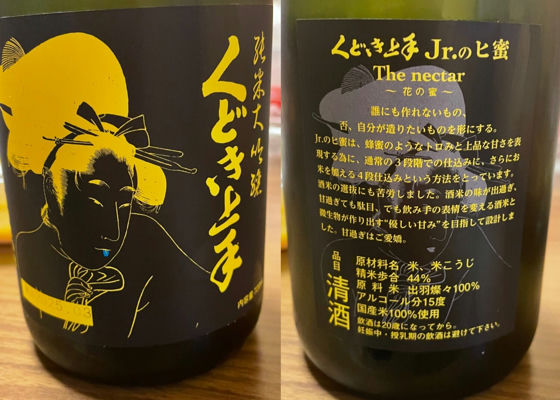 純米大吟醸
くどき上手
25.03
くどき上手 Jr.のヒ蜜
The nectar
～花の蜜～
誰にも作れないもの、
否、自分が造りたいものを形にする。
Jr.のヒ蜜は、蜂蜜のようなトロみと上品な甘さを表
現する為に、通常の3段階での仕込みに、さらにお
米を加える4段仕込みという方法をとっています。
酒米の選抜にも苦労しました。酒米の味が出過ぎ、
甘過ぎても駄目、でも飲み手の表情を変える酒米と
微生物が作り出す“優しい甘み”を目指して設計しま
した。甘過ぎはご愛嬌。
品目
清酒
原材料名 米、米こうじ
精米歩合 44%
原料米 出羽燦々100%
アルコール分15度
国産米100%使用
飲酒は20歳になってから。
妊娠中・授乳期の飲酒は避けて下さい。